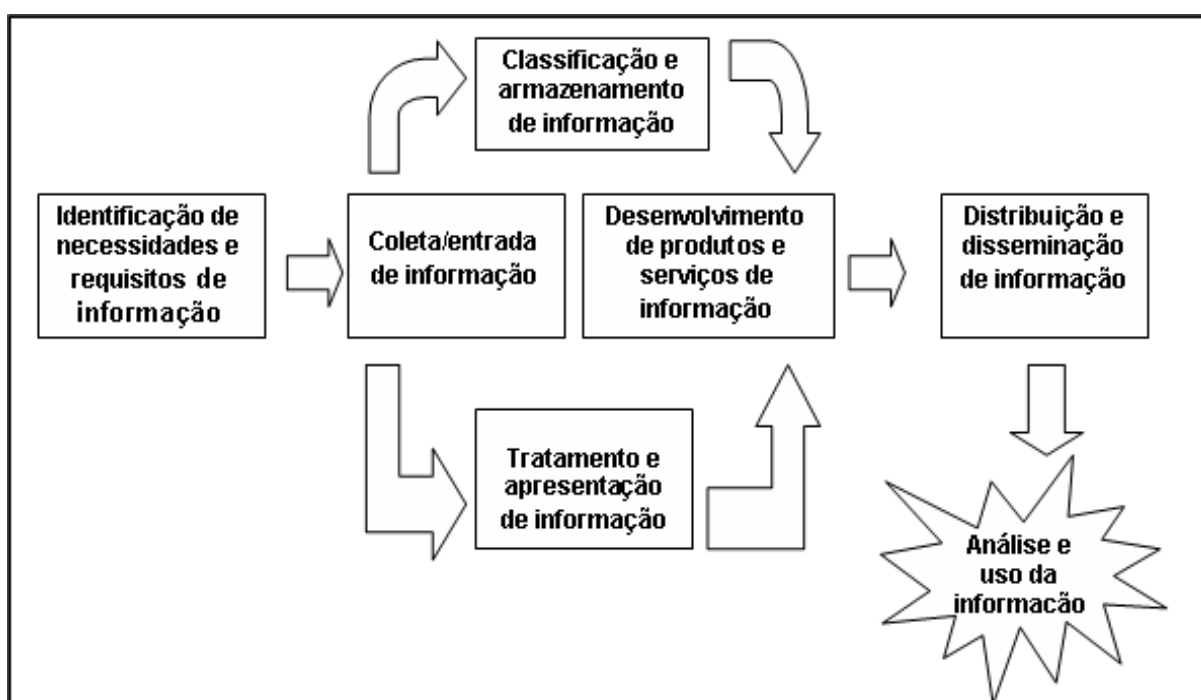 Classificação e
armazenamento
de informação
Identificação de
necessidades e
requisitos de
informação
Coleta/entrada
de informação
Desenvolvimento
de produtos e
serviços de
informação
Distribuição e
disseminação
de informação
Tratamento e
apresentação
de informação
Análise e
uso da
informacão